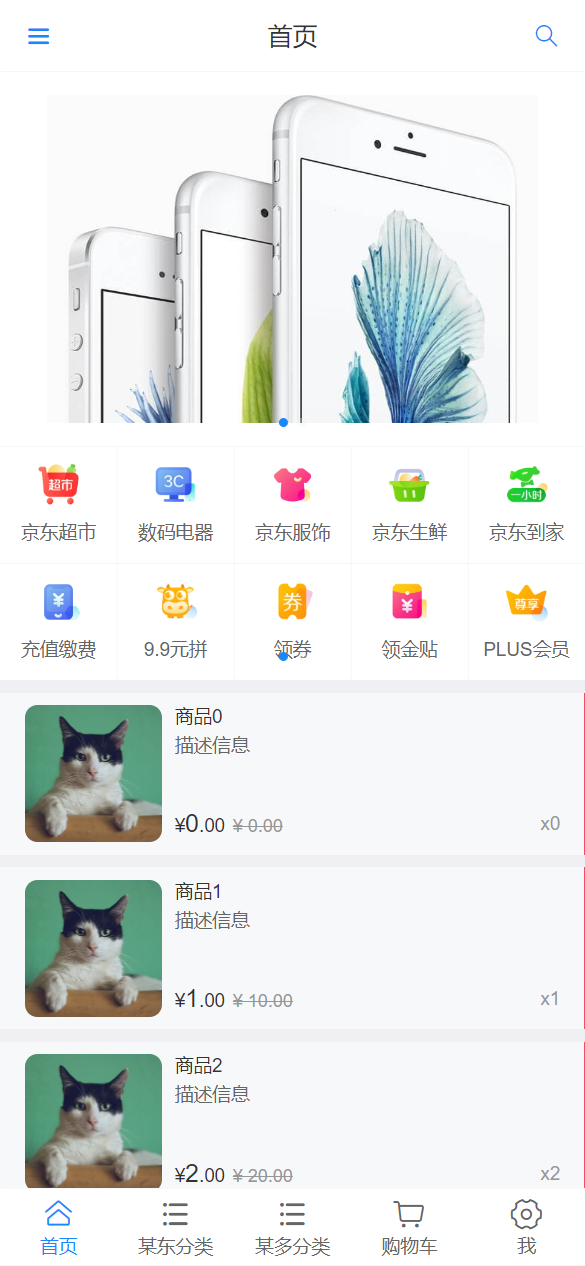 首页
超市
3C
一小时
京东超市 数码电器 京东服饰 京东生鲜 京东到家
¥ 券 ¥ 尊享
充值缴费 9.9元拼 领券 领金贴 PLUS会员
商品0
描述信息
¥0.00 ¥ 0.00 x0
商品1
描述信息
¥1.00 ¥ 10.00 x1
商品2
描述信息
¥2.00 ¥ 20.00 x2
首页 某东分类 某多分类 购物车 我